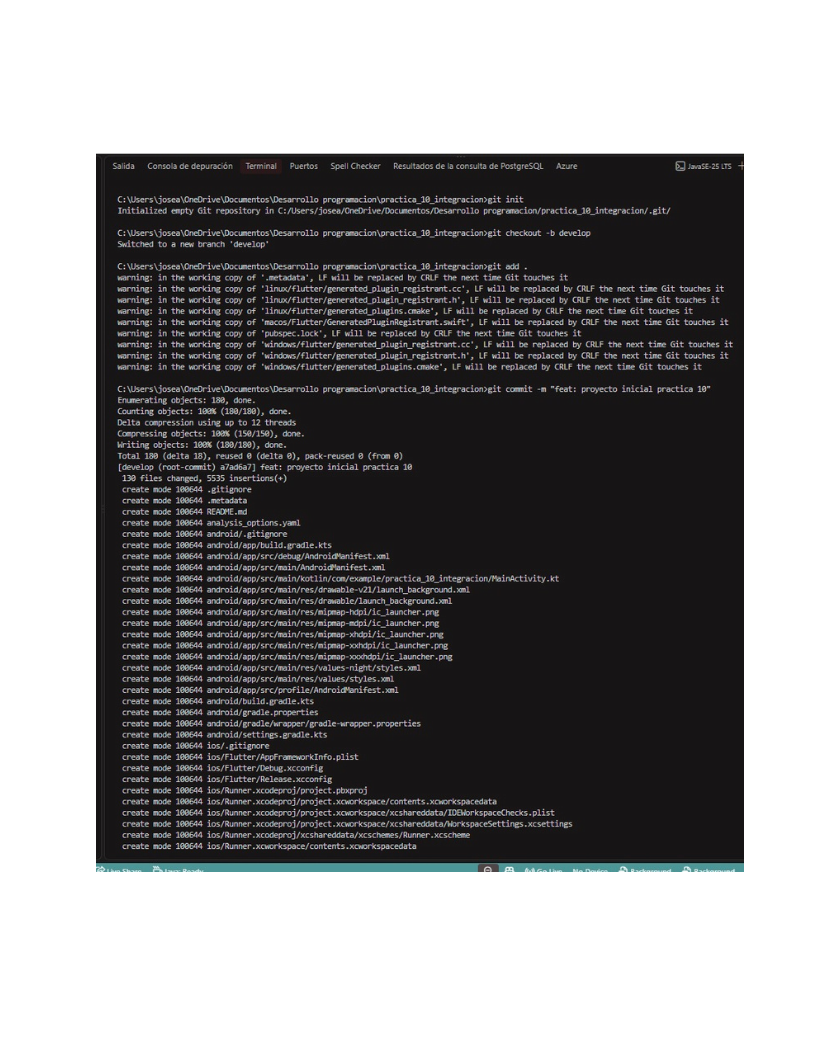 Salida Consola de depuración Terminal Puertos Spell Checker Resultados de la consulta de PostgreSQL Azure JavaSE-25 LTS +
C:\Users\josea\OneDrive\Documentos\Desarrollo programacion\practica_10_integracion>git init
Initialized empty Git repository in C:/Users/josea/OneDrive/Documentos/Desarrollo programacion/practica_10_integracion/.git/
C:\Users\josea\OneDrive\Documentos\Desarrollo programacion\practica_10_integracion>git checkout -b develop
Switched to a new branch 'develop'
C:\Users\josea\OneDrive\Documentos\Desarrollo programacion\practica_10_integracion>git add .
warning: in the working copy of '.metadata', LF will be replaced by CRLF the next time Git touches it
warning: in the working copy of 'linux/flutter/generated_plugin_registrant.cc', LF will be replaced by CRLF the next time Git touches it
warning: in the working copy of 'linux/flutter/generated_plugin_registrant.h', LF will be replaced by CRLF the next time Git touches it
warning: in the working copy of 'linux/flutter/generated_plugins.cmake', LF will be replaced by CRLF the next time Git touches it
warning: in the working copy of 'macos/Flutter/GeneratedPluginRegistrant.swift', LF will be replaced by CRLF the next time Git touches it
warning: in the working copy of 'pubspec.lock', LF will be replaced by CRLF the next time Git touches it
warning: in the working copy of 'windows/flutter/generated_plugin_registrant.cc', LF will be replaced by CRLF the next time Git touches it
warning: in the working copy of 'windows/flutter/generated_plugin_registrant.h', LF will be replaced by CRLF the next time Git touches it
warning: in the working copy of 'windows/flutter/generated_plugins.cmake', LF will be replaced by CRLF the next time Git touches it
C:\Users\josea\OneDrive\Documentos\Desarrollo programacion\practica_10_integracion>git commit -m "feat: proyecto inicial practica 10"
Enumerating objects: 180, done.
Counting objects: 100% (180/180), done.
Delta compression using up to 12 threads
Compressing objects: 100% (150/150), done.
Writing objects: 100% (180/180), done.
Total 180 (delta 18), reused 0 (delta 0), pack-reused 0 (from 0)
[develop (root-commit) a7ad6a7] feat: proyecto inicial practica 10
130 files changed, 5535 insertions(+)
create mode 100644 .gitignore
create mode 100644 .metadata
create mode 100644 README.md
create mode 100644 analysis_options.yaml
create mode 100644 android/.gitignore
create mode 100644 android/app/build.gradle.kts
create mode 100644 android/app/src/debug/AndroidManifest.xml
create mode 100644 android/app/src/main/AndroidManifest.xml
create mode 100644 android/app/src/main/kotlin/com/example/practica_10_integracion/MainActivity.kt
create mode 100644 android/app/src/main/res/drawable-v21/launch_background.xml
create mode 100644 android/app/src/main/res/drawable/launch_background.xml
create mode 100644 android/app/src/main/res/mipmap-hdpi/ic_launcher.png
create mode 100644 android/app/src/main/res/mipmap-mdpi/ic_launcher.png
create mode 100644 android/app/src/main/res/mipmap-xhdpi/ic_launcher.png
create mode 100644 android/app/src/main/res/mipmap-xxhdpi/ic_launcher.png
create mode 100644 android/app/src/main/res/mipmap-xxxhdpi/ic_launcher.png
create mode 100644 android/app/src/main/res/values-night/styles.xml
create mode 100644 android/app/src/main/res/values/styles.xml
create mode 100644 android/app/src/profile/AndroidManifest.xml
create mode 100644 android/build.gradle.kts
create mode 100644 android/gradle.properties
create mode 100644 android/gradle/wrapper/gradle-wrapper.properties
create mode 100644 android/settings.gradle.kts
create mode 100644 ios/.gitignore
create mode 100644 ios/Flutter/AppFrameworkInfo.plist
create mode 100644 ios/Flutter/Debug.xcconfig
create mode 100644 ios/Flutter/Release.xcconfig
create mode 100644 ios/Runner.xcodeproj/project.pbxproj
create mode 100644 ios/Runner.xcodeproj/project.xcworkspace/contents.xcworkspacedata
create mode 100644 ios/Runner.xcodeproj/project.xcworkspace/xcshareddata/IDEWorkspaceChecks.plist
create mode 100644 ios/Runner.xcodeproj/project.xcworkspace/xcshareddata/WorkspaceSettings.xcsettings
create mode 100644 ios/Runner.xcodeproj/xcshareddata/xcschemes/Runner.xcscheme
create mode 100644 ios/Runner.xcworkspace/contents.xcworkspacedata
Live Share Java: Ready Go Live No Device Background Background